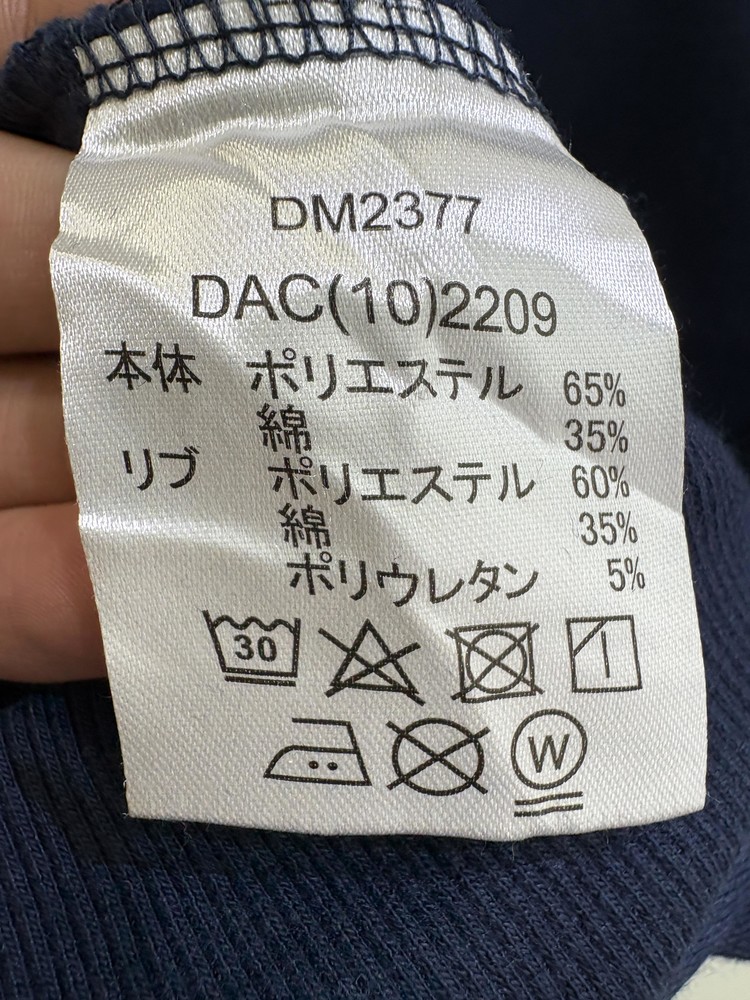 DM2377
DAC(10)2209
本体 ポリエステル 65%
綿 35%
リブ ポリエステル 60%
綿 35%
ポリウレタン 5%
30
W